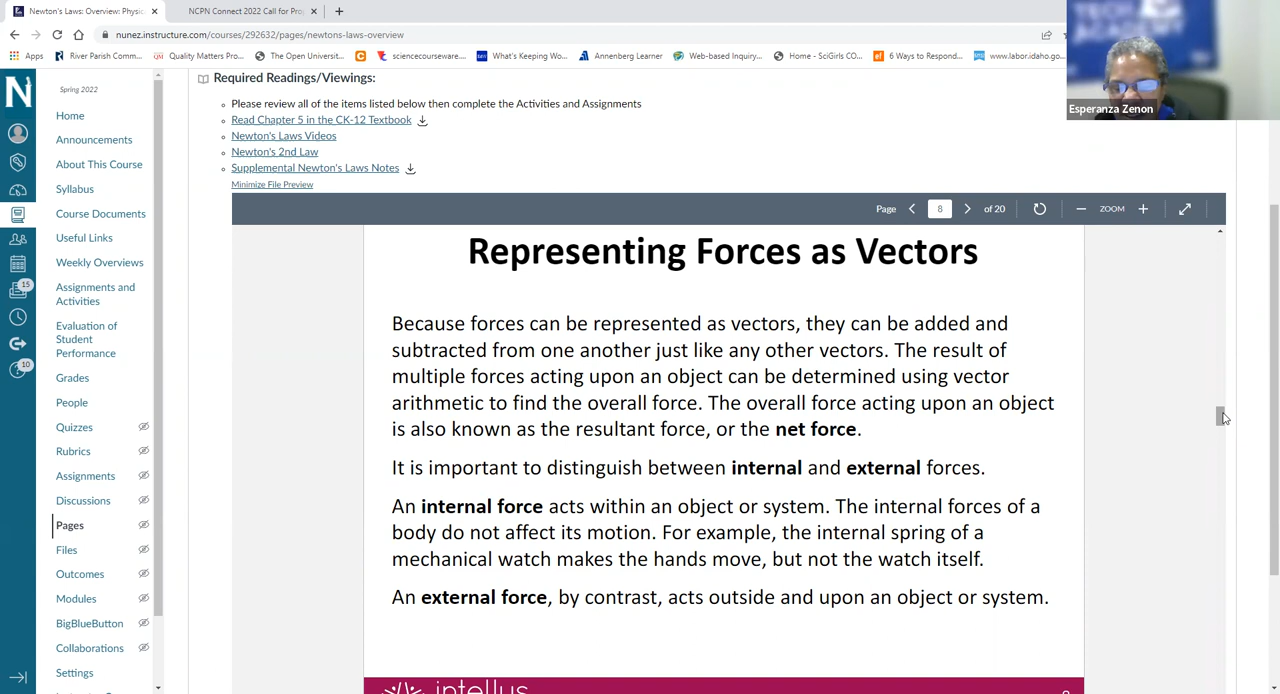 Newton's Laws: Overview: Physic
NCPN Connect 2022 Call for Prop
nunez.instructure.com/courses/292632/pages/newtons-laws-overview
Apps
River Parish Comm...
Quality Matters Pro...
The Open Universit...
sciencecourseware....
What's Keeping Wo...
Annenberg Learner
Web-based Inquiry...
Home – SciGirls CO...
6 Ways to Respond...
www.labor.idaho.go...
TECH
ACADEMY
Esperanza Zenon
N
Spring 2022
Home
Announcements
About This Course
Syllabus
Course Documents
Useful Links
Weekly Overviews
Assignments and
Activities
Evaluation of
Student
Performance
Grades
People
Quizzes
Rubrics
Assignments
Discussions
Pages
Files
Outcomes
Modules
BigBlueButton
Collaborations
Settings
15
10
Required Readings/Viewings:
Please review all of the items listed below then complete the Activities and Assignments
Read Chapter 5 in the CK-12 Textbook
Newton's Laws Videos
Newton's 2nd Law
Supplemental Newton's Laws Notes
Minimize File Preview
Page 8 of 20 ZOOM
Representing Forces as Vectors
Because forces can be represented as vectors, they can be added and
subtracted from one another just like any other vectors. The result of
multiple forces acting upon an object can be determined using vector
arithmetic to find the overall force. The overall force acting upon an object
is also known as the resultant force, or the net force.
It is important to distinguish between internal and external forces.
An internal force acts within an object or system. The internal forces of a
body do not affect its motion. For example, the internal spring of a
mechanical watch makes the hands move, but not the watch itself.
An external force, by contrast, acts outside and upon an object or system.
intellus